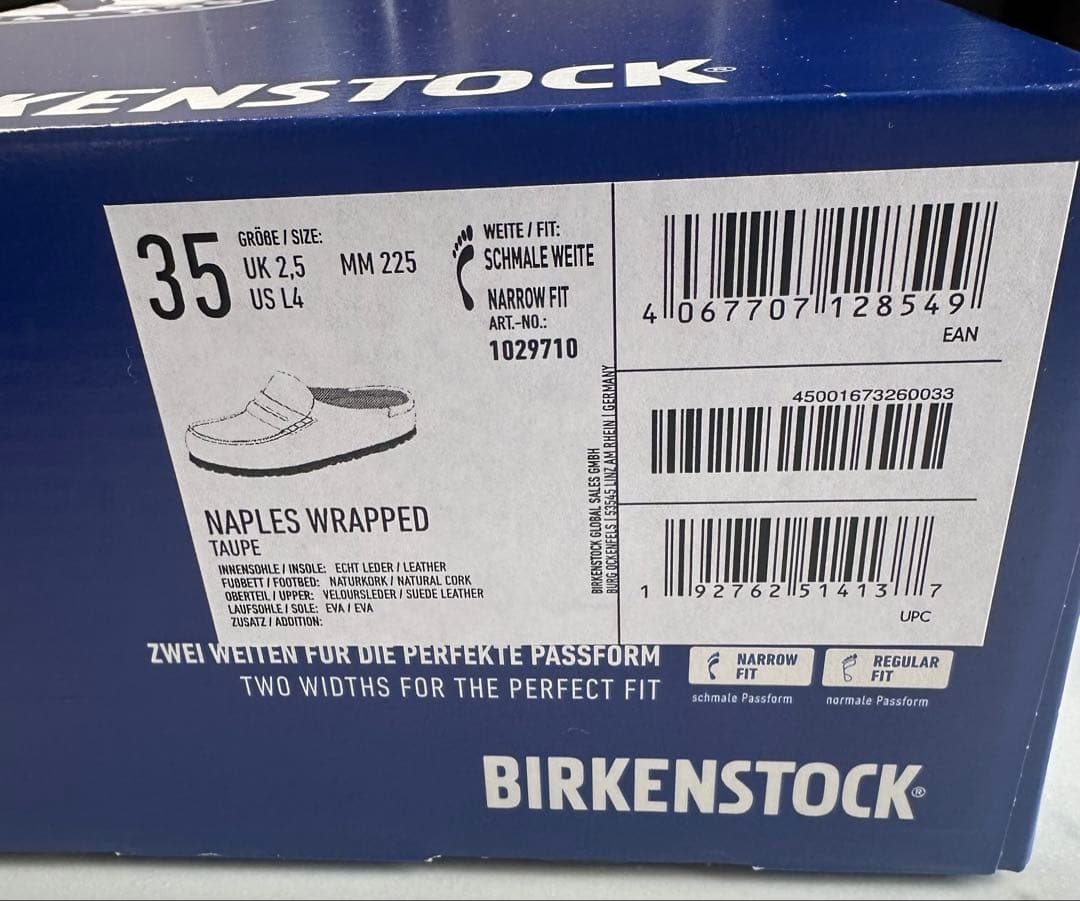 KENSTOCK®
35
GRÖßE / SIZE:
UK 2,5 MM 225
US L4
WEITE / FIT:
SCHMALE WEITE
NARROW FIT
ART.-NO.:
1029710
NAPLES WRAPPED
TAUPE
INNENSOHLE / INSOLE: ECHT LEDER / LEATHER
FUßBETT / FOOTBED: NATURKORK / NATURAL CORK
OBERTEIL / UPPER: VELOURSLEDER / SUEDE LEATHER
LAUFSOHLE / SOLE: EVA / EVA
ZUSATZ / ADDITION:
BIRKENSTOCK GLOBAL SALES GMBH
BURG OCKENFELS | 53545 LINZ AM RHEIN | GERMANY
4 067707 128549
EAN
45001673260033
1 92762 51413 7
UPC
ZWEI WEITEN FÜR DIE PERFEKTE PASSFORM
TWO WIDTHS FOR THE PERFECT FIT
NARROW
FIT
schmale Passform
REGULAR
FIT
normale Passform
BIRKENSTOCK®